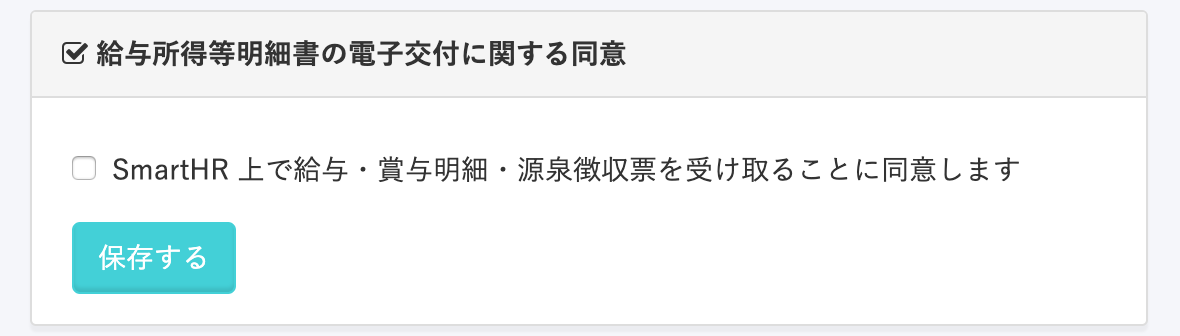 給与所得等明細書の電子交付に関する同意
SmartHR 上で給与・賞与明細・源泉徴収票を受け取ることに同意します
保存する